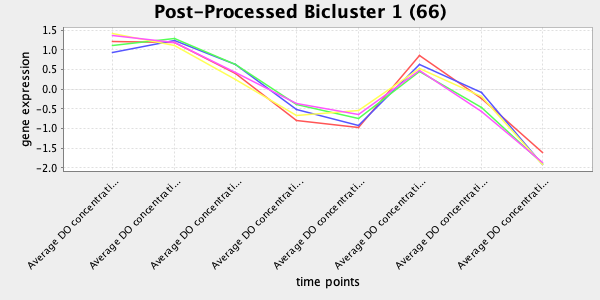 Post-Processed Bicluster 1 (66)
gene expression
1.5
1.0
0.5
0.0
-0.5
-1.0
-1.5
-2.0
Average DO concentrati...
Average DO concentrati...
Average DO concentrati...
Average DO concentrati...
Average DO concentrati...
Average DO concentrati...
Average DO concentrati...
Average DO concentrati...
time points